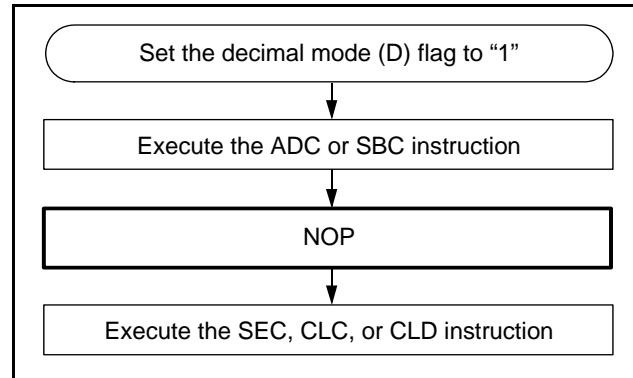 Set the decimal mode (D) flag to “1”
Execute the ADC or SBC instruction
NOP
Execute the SEC, CLC, or CLD instruction